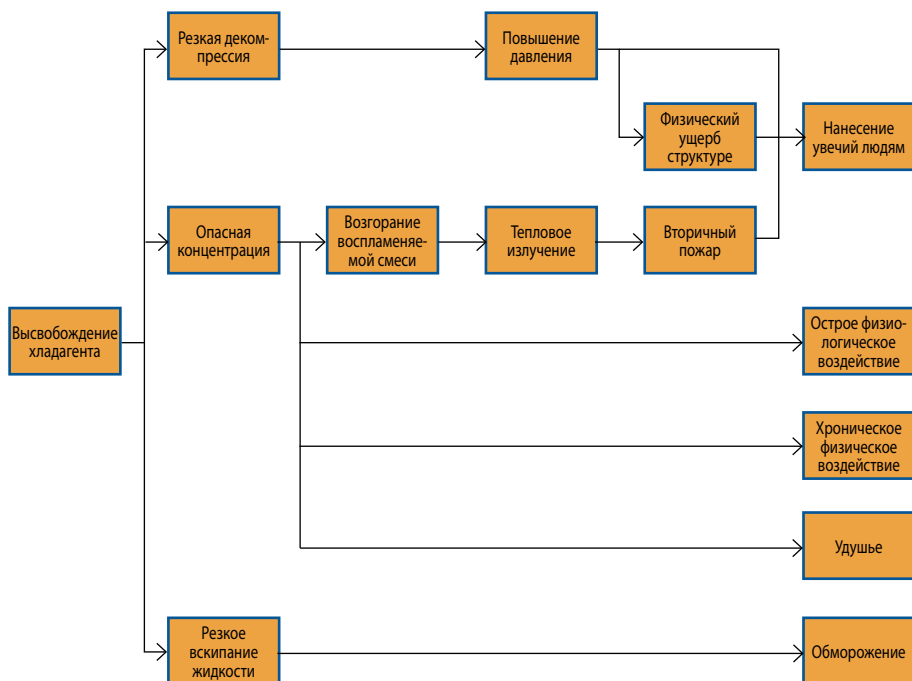 Резкая деком-
прессия
Повышение
давления
Физический
ущерб
структуре
Нанесение
увечий людям
Опасная
концентрация
Возгорание
воспламеняе-
мой смеси
Тепловое
излучение
Вторичный
пожар
Высвобождение
хладагента
Острое физио-
логическое
воздействие
Хроническое
физическое
воздействие
Удушье
Резкое
вскипание
жидкости
Обморожение